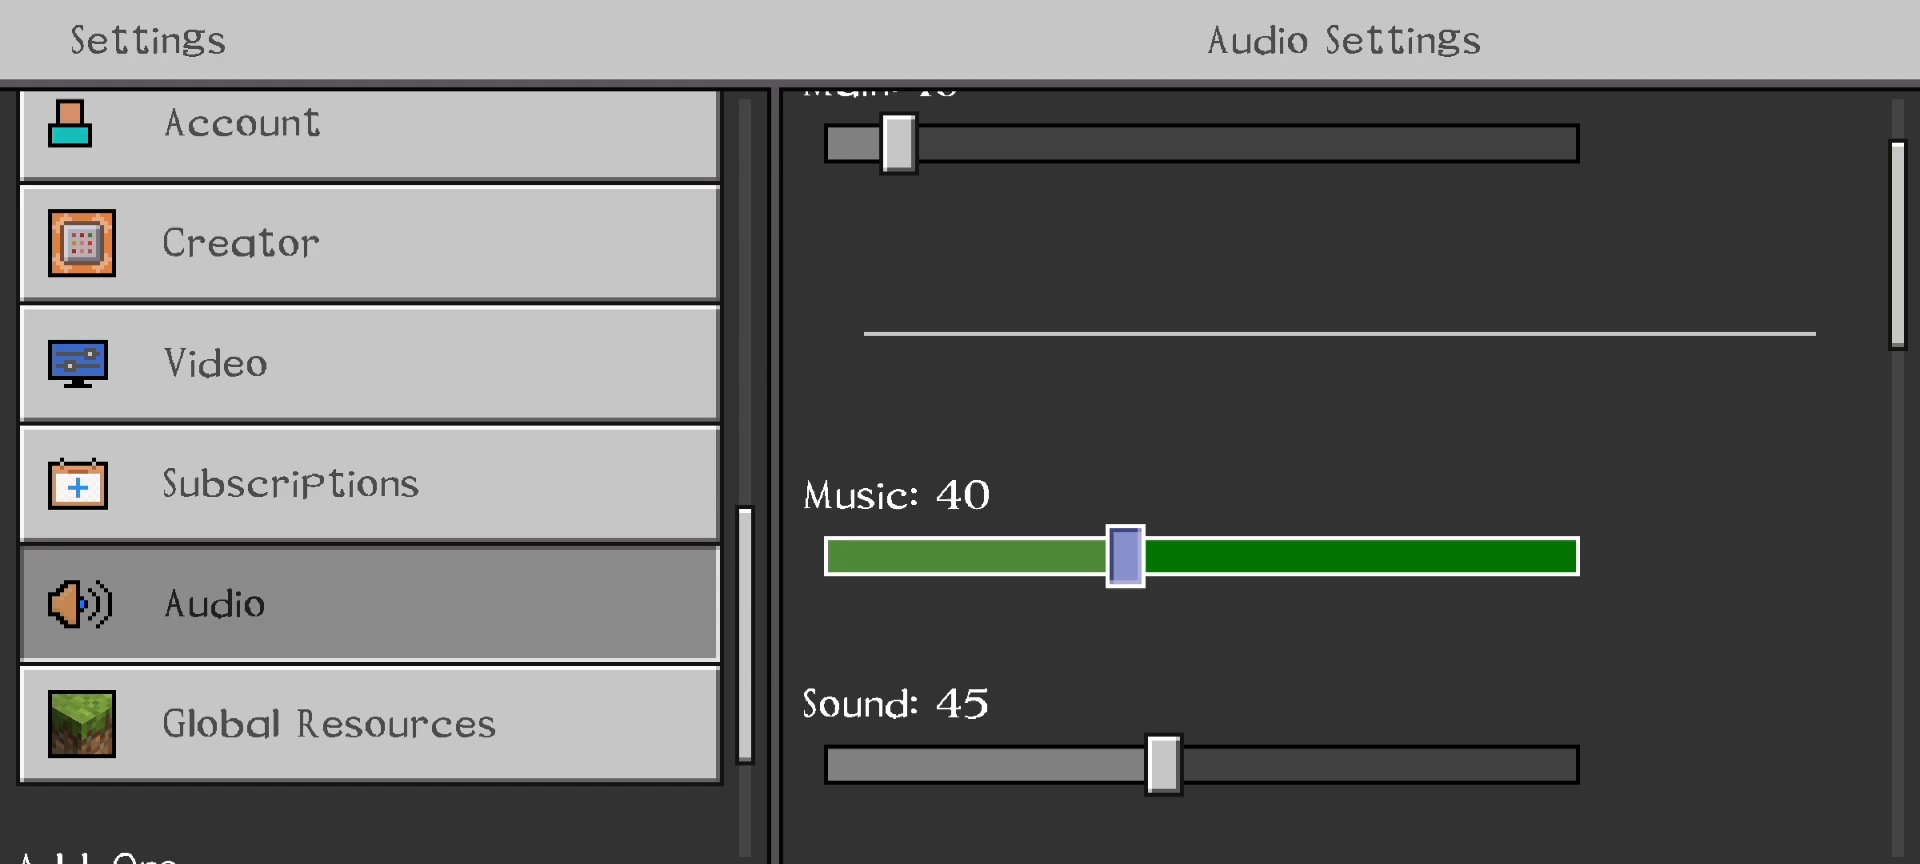 Settings
Audio Settings
Account
Creator
Video
Subscriptions
Audio
Global Resources
Music: 40
Sound: 45